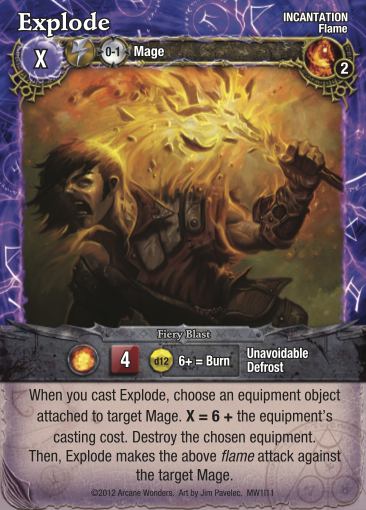 Explode
INCANTATION
Flame
X
0-1
Mage
2
Fiery Blast
4
d12
6+ = Burn
Unavoidable
Defrost
When you cast Explode, choose an equipment object
attached to target Mage. X = 6 + the equipment's
casting cost. Destroy the chosen equipment.
Then, Explode makes the above flame attack against
the target Mage.
©2012 Arcane Wonders. Art by Jim Pavelec. MW1I11